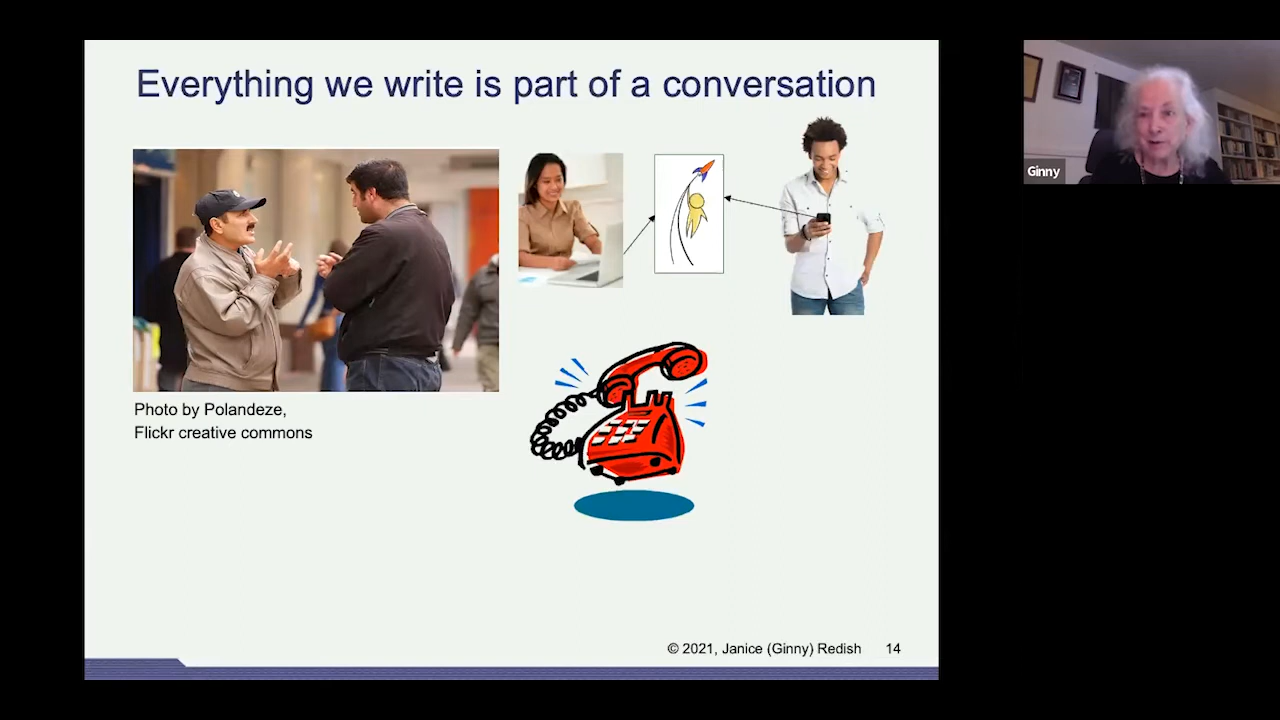 Everything we write is part of a conversation
Ginny
Photo by Polandeze,
Flickr creative commons
© 2021, Janice (Ginny) Redish 14